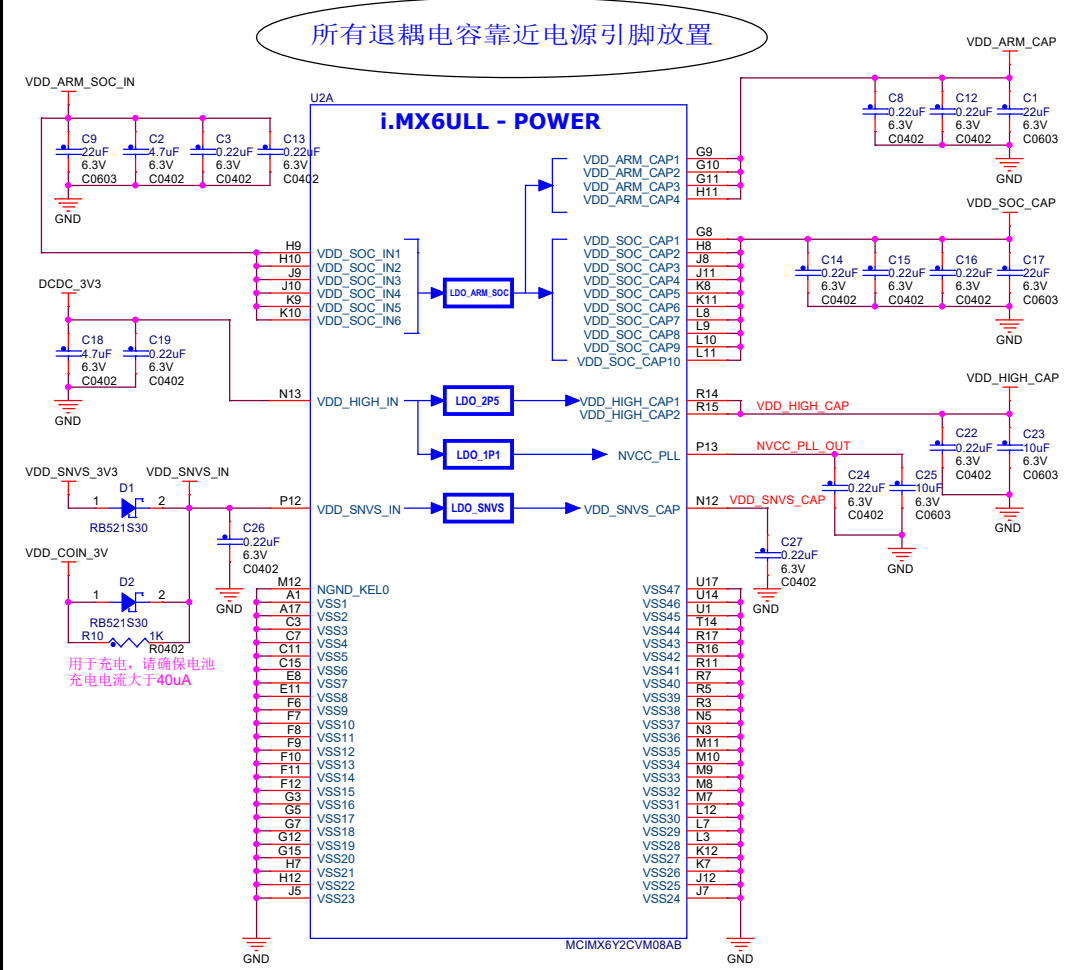 所有退耦电容靠近电源引脚放置
VDD_ARM_CAP
C8
0.22uF
6.3V
C0402
C12
0.22uF
6.3V
C0402
C1
22uF
6.3V
C0603
GND
VDD_ARM_SOC_IN
C9
22uF
6.3V
C0603
C2
4.7uF
6.3V
C0402
C3
0.22uF
6.3V
C0402
C13
0.22uF
6.3V
C0402
GND
U2A
i.MX6ULL - POWER
VDD_ARM_CAP1 G9
VDD_ARM_CAP2 G10
VDD_ARM_CAP3 G11
VDD_ARM_CAP4 H11
H9 VDD_SOC_IN1
H10 VDD_SOC_IN2
J9 VDD_SOC_IN3
J10 VDD_SOC_IN4
K9 VDD_SOC_IN5
K10 VDD_SOC_IN6
LDO_ARM_SOC
VDD_SOC_CAP1 G8
VDD_SOC_CAP2 H8
VDD_SOC_CAP3 J8
VDD_SOC_CAP4 J11
VDD_SOC_CAP5 K8
VDD_SOC_CAP6 K11
VDD_SOC_CAP7 L8
VDD_SOC_CAP8 L9
VDD_SOC_CAP9 L10
VDD_SOC_CAP10 L11
VDD_SOC_CAP
C14
0.22uF
6.3V
C0402
C15
0.22uF
6.3V
C0402
C16
0.22uF
6.3V
C0402
C17
22uF
6.3V
C0603
GND
DCDC_3V3
C18
4.7uF
6.3V
C0402
C19
0.22uF
6.3V
C0402
GND
N13 VDD_HIGH_IN
LDO_2P5
VDD_HIGH_CAP1 R14
VDD_HIGH_CAP2 R15
VDD_HIGH_CAP
VDD_HIGH_CAP
C22
0.22uF
6.3V
C0402
C23
10uF
6.3V
C0603
GND
LDO_1P1
NVCC_PLL P13
NVCC_PLL_OUT
C24
0.22uF
6.3V
C0402
C25
10uF
6.3V
C0603
GND
VDD_SNVS_3V3
VDD_SNVS_IN
D1
1 2
RB521S30
P12 VDD_SNVS_IN
LDO_SNVS
VDD_SNVS_CAP N12
VDD_SNVS_CAP
C26
0.22uF
6.3V
C0402
GND
C27
0.22uF
6.3V
C0402
GND
VDD_COIN_3V
D2
1 2
RB521S30
R10 1K
R0402
用于充电，请确保电池
充电电流大于40uA
M12 NGND_KEL0
A1 VSS1
A17 VSS2
C3 VSS3
C7 VSS4
C11 VSS5
C15 VSS6
E8 VSS7
E11 VSS8
F6 VSS9
F7 VSS10
F8 VSS11
F9 VSS12
F10 VSS13
F11 VSS14
F12 VSS15
G3 VSS16
G5 VSS17
G7 VSS18
G12 VSS19
G15 VSS20
H7 VSS21
H12 VSS22
J5 VSS23
GND
VSS47 U17
VSS46 U14
VSS45 U1
VSS44 T14
VSS43 R17
VSS42 R16
VSS41 R11
VSS40 R7
VSS39 R5
VSS38 R3
VSS37 N5
VSS36 N3
VSS35 M11
VSS34 M10
VSS33 M9
VSS32 M8
VSS31 M7
VSS30 L12
VSS29 L7
VSS28 L3
VSS27 K12
VSS26 K7
VSS25 J12
VSS24 J7
GND
MCIMX6Y2CVM08AB